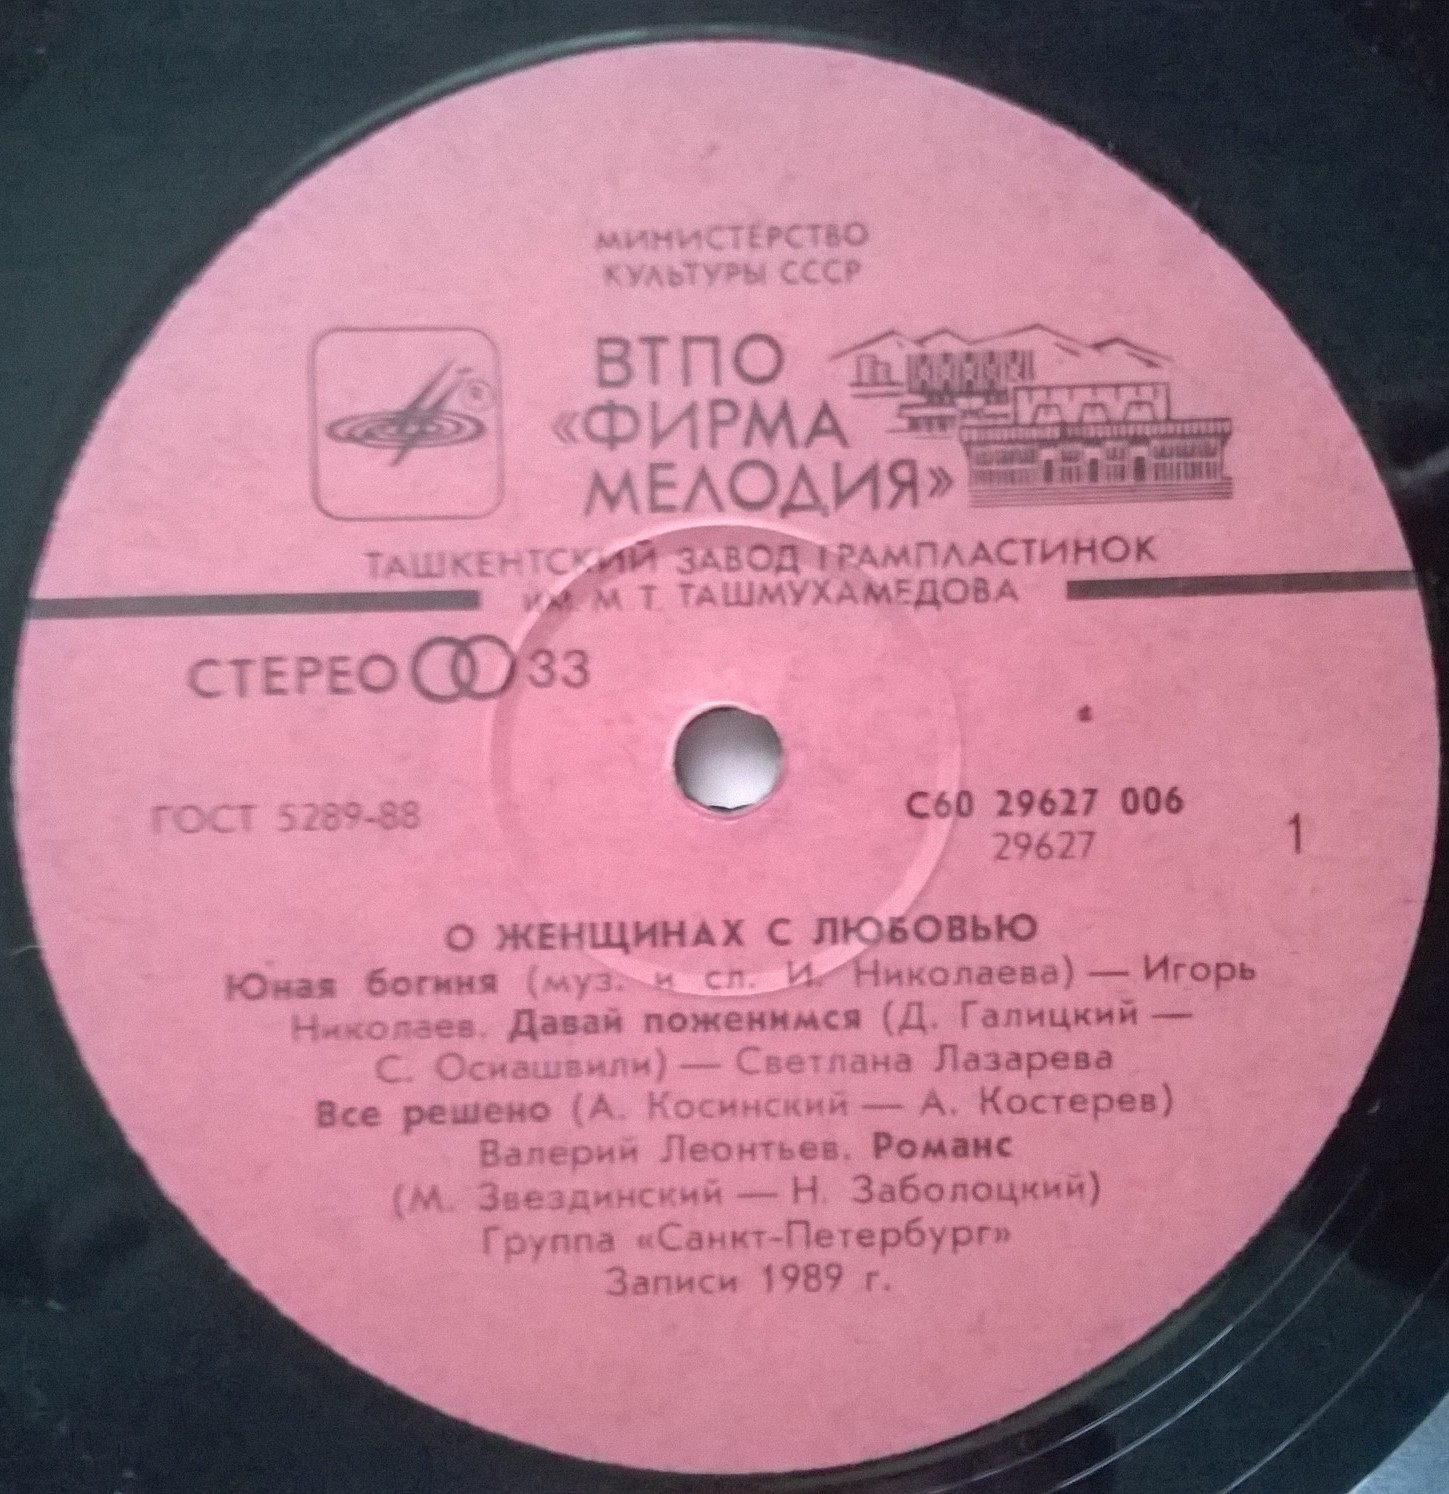 МИНИСТЕРСТВО
КУЛЬТУРЫ СССР
ВТПО
«ФИРМА
МЕЛОДИЯ»
®
ТАШКЕНТСКИЙ ЗАВОД ГРАМПЛАСТИНОК
ИМ. М Т. ТАШМУХАМЕДОВА
СТЕРЕО 33
ГОСТ 5289-88
С60 29627 006
29627
1
О ЖЕНЩИНАХ С ЛЮБОВЬЮ
Юная богиня (муз. и сл. И. Николаева) — Игорь
Николаев. Давай поженимся (Д. Галицкий —
С. Осиашвили) — Светлана Лазарева
Все решено (А. Косинский — А. Костерев)
Валерий Леонтьев. Романс
(М. Звездинский — Н. Заболоцкий)
Группа «Санкт-Петербург»
Записи 1989 г.